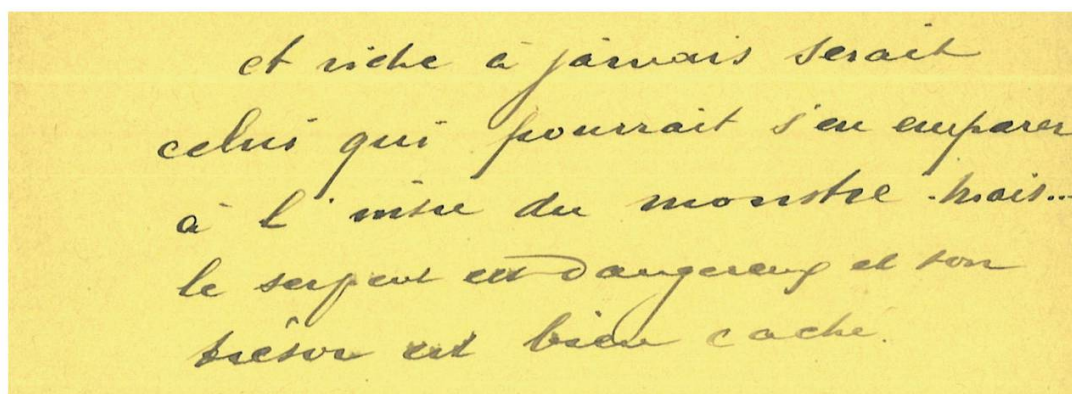 et riche à jamais serait
celui qui pourrait s'en emparer
à l'insu du monstre. Mais...
le serpent est dangereux et son
trésor est bien caché.